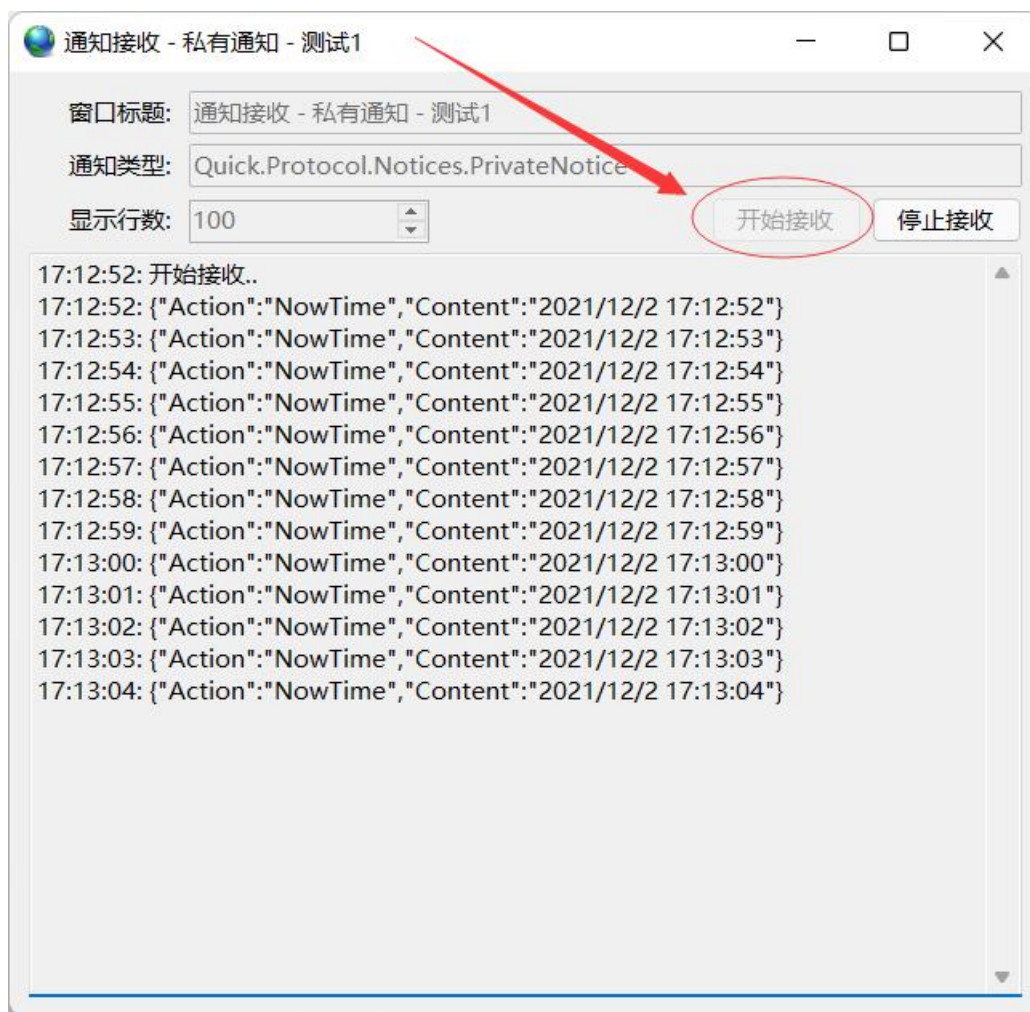 通知接收 - 私有通知 - 测试1
窗口标题: 通知接收 - 私有通知 - 测试1
通知类型: Quick.Protocol.Notices.PrivateNotice
显示行数: 100 开始接收 停止接收
17:12:52: 开始接收..
17:12:52: {"Action":"NowTime","Content":"2021/12/2 17:12:52"}
17:12:53: {"Action":"NowTime","Content":"2021/12/2 17:12:53"}
17:12:54: {"Action":"NowTime","Content":"2021/12/2 17:12:54"}
17:12:55: {"Action":"NowTime","Content":"2021/12/2 17:12:55"}
17:12:56: {"Action":"NowTime","Content":"2021/12/2 17:12:56"}
17:12:57: {"Action":"NowTime","Content":"2021/12/2 17:12:57"}
17:12:58: {"Action":"NowTime","Content":"2021/12/2 17:12:58"}
17:12:59: {"Action":"NowTime","Content":"2021/12/2 17:12:59"}
17:13:00: {"Action":"NowTime","Content":"2021/12/2 17:13:00"}
17:13:01: {"Action":"NowTime","Content":"2021/12/2 17:13:01"}
17:13:02: {"Action":"NowTime","Content":"2021/12/2 17:13:02"}
17:13:03: {"Action":"NowTime","Content":"2021/12/2 17:13:03"}
17:13:04: {"Action":"NowTime","Content":"2021/12/2 17:13:04"}